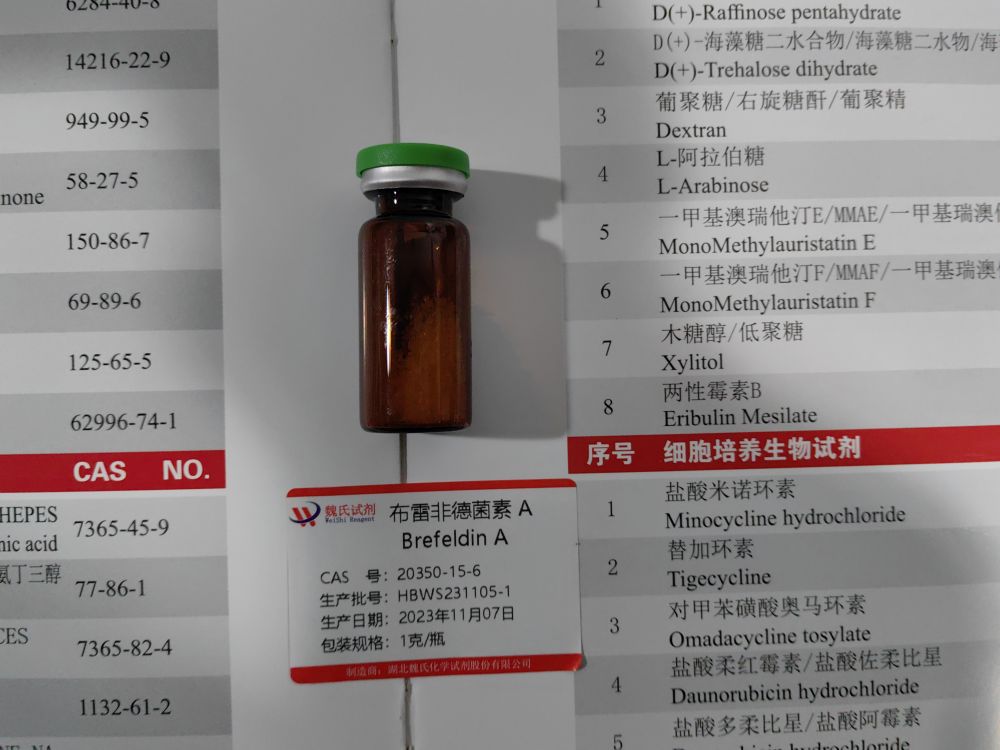 6284-40-8
14216-22-9
949-99-5
none
58-27-5
150-86-7
69-89-6
125-65-5
62996-74-1
CAS NO.
HEPES
nic acid
7365-45-9
氨丁三醇
77-86-1
CES
7365-82-4
1132-61-2
1
D(+)-Raffinose pentahydrate
2
D(+)-海藻糖二水合物/海藻糖二水物/海
D(+)-Trehalose dihydrate
3
葡聚糖/右旋糖酐/葡聚精
Dextran
4
L-阿拉伯糖
L-Arabinose
5
一甲基澳瑞他汀E/MMAE/一甲基瑞澳
MonoMethylauristatin E
6
一甲基澳瑞他汀F/MMAF/一甲基瑞澳
MonoMethylauristatin F
7
木糖醇/低聚糖
Xylitol
8
两性霉素B
Eribulin Mesilate
序号 细胞培养生物试剂
1
盐酸米诺环素
Minocycline hydrochloride
2
替加环素
Tigecycline
3
对甲苯磺酸奥马环素
Omadacycline tosylate
4
盐酸柔红霉素/盐酸佐柔比星
Daunorubicin hydrochloride
5
盐酸多柔比星/盐酸阿霉素
魏氏试剂
WeiShi Reagent
布雷非德菌素 A
Brefeldin A
CAS 号：20350-15-6
生产批号：HBWS231105-1
生产日期：2023年11月07日
包装规格：1克/瓶
制造商：湖北魏氏化学试剂股份有限公司